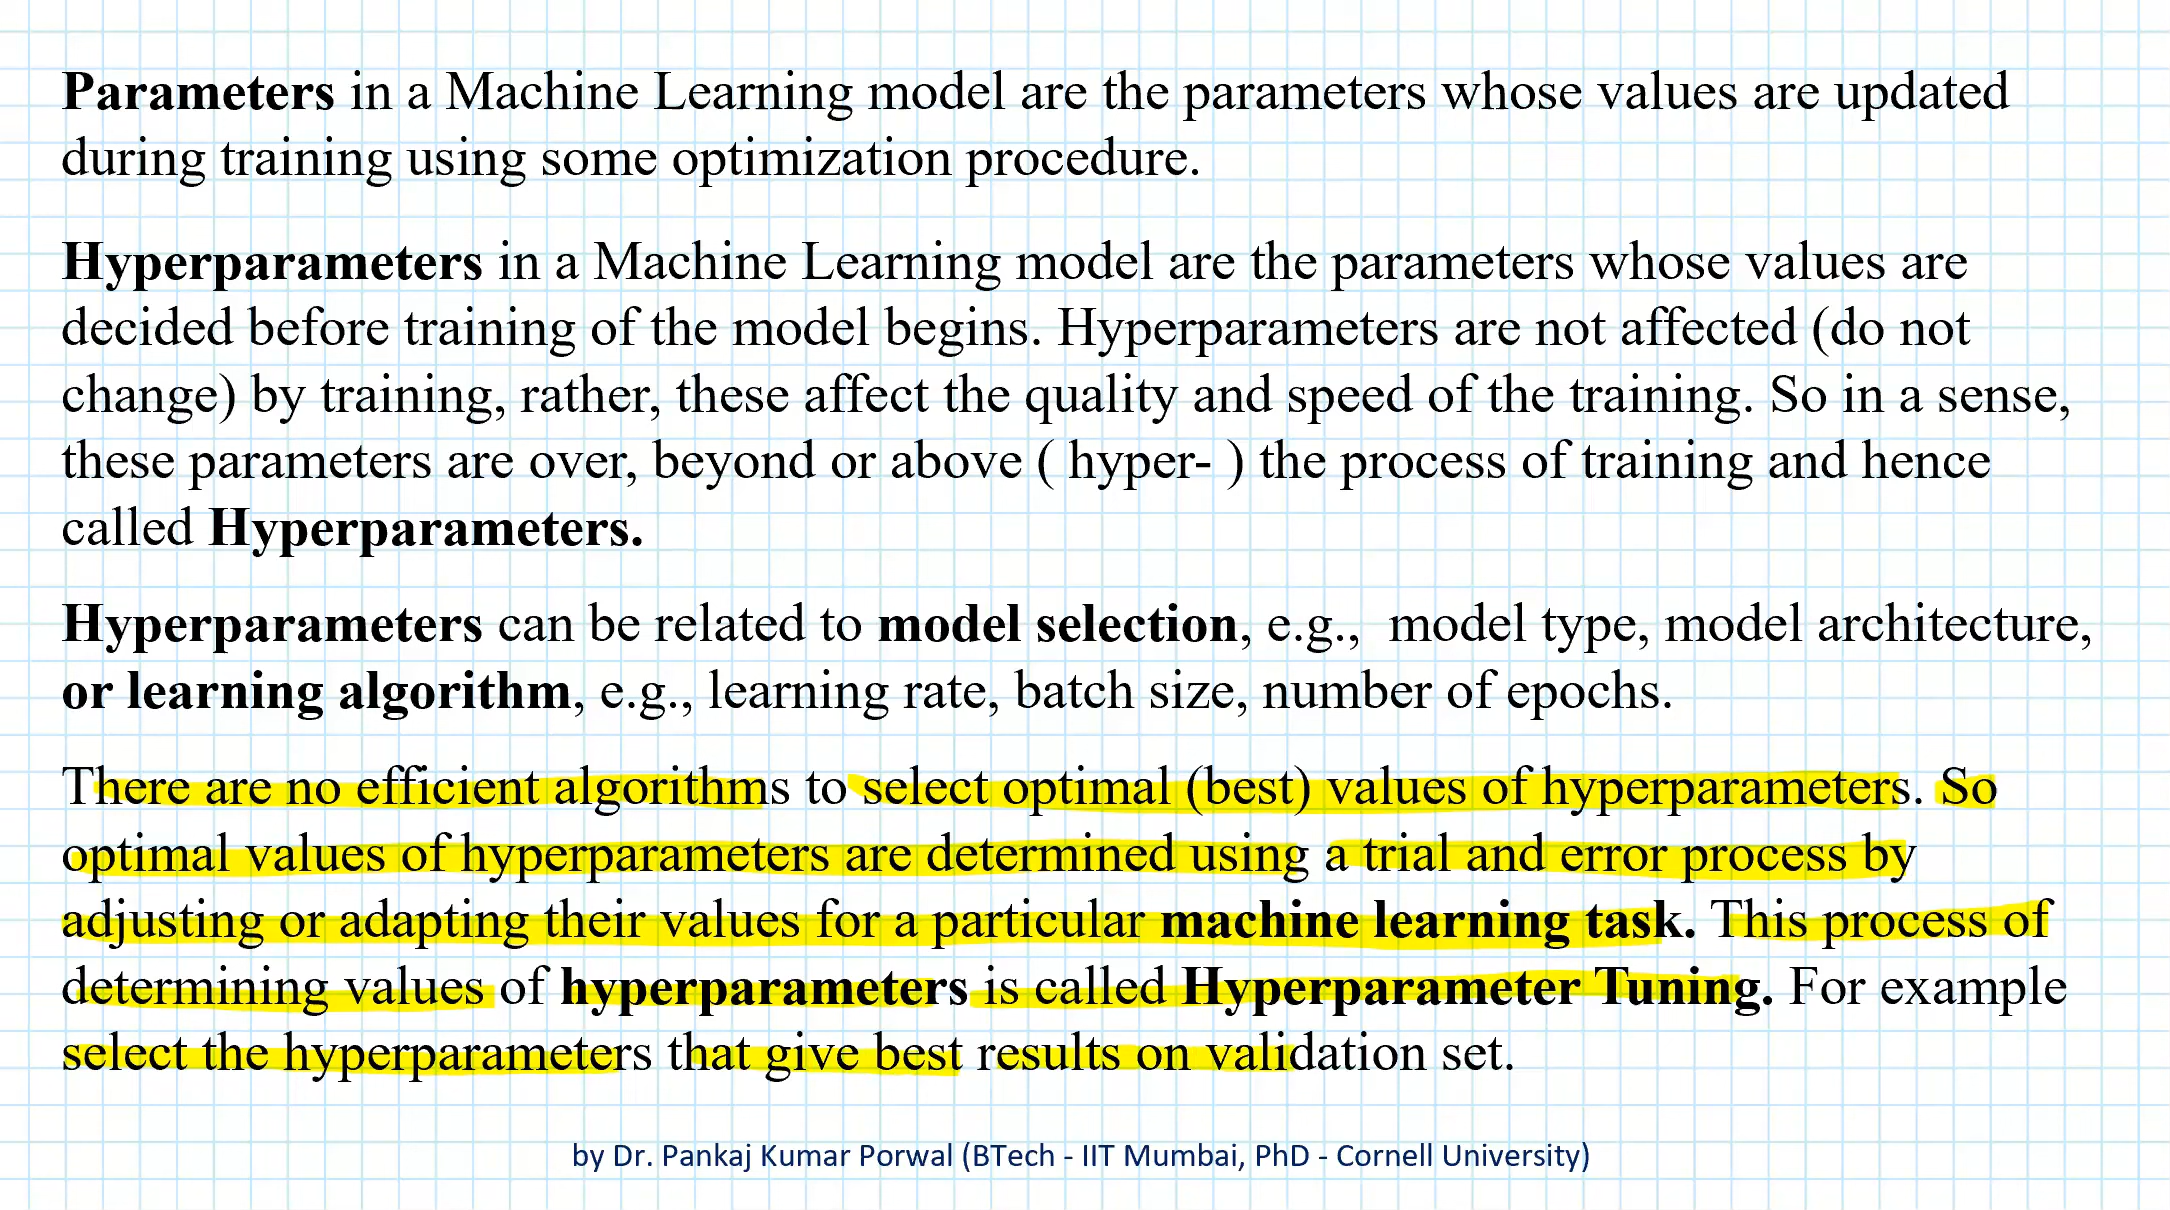 Parameters in a Machine Learning model are the parameters whose values are updated
during training using some optimization procedure.
Hyperparameters in a Machine Learning model are the parameters whose values are
decided before training of the model begins. Hyperparameters are not affected (do not
change) by training, rather, these affect the quality and speed of the training. So in a sense,
these parameters are over, beyond or above ( hyper- ) the process of training and hence
called Hyperparameters.
Hyperparameters can be related to model selection, e.g., model type, model architecture,
or learning algorithm, e.g., learning rate, batch size, number of epochs.
There are no efficient algorithms to select optimal (best) values of hyperparameters. So
optimal values of hyperparameters are determined using a trial and error process by
adjusting or adapting their values for a particular machine learning task. This process of
determining values of hyperparameters is called Hyperparameter Tuning. For example
select the hyperparameters that give best results on validation set.
by Dr. Pankaj Kumar Porwal (BTech - IIT Mumbai, PhD - Cornell University)